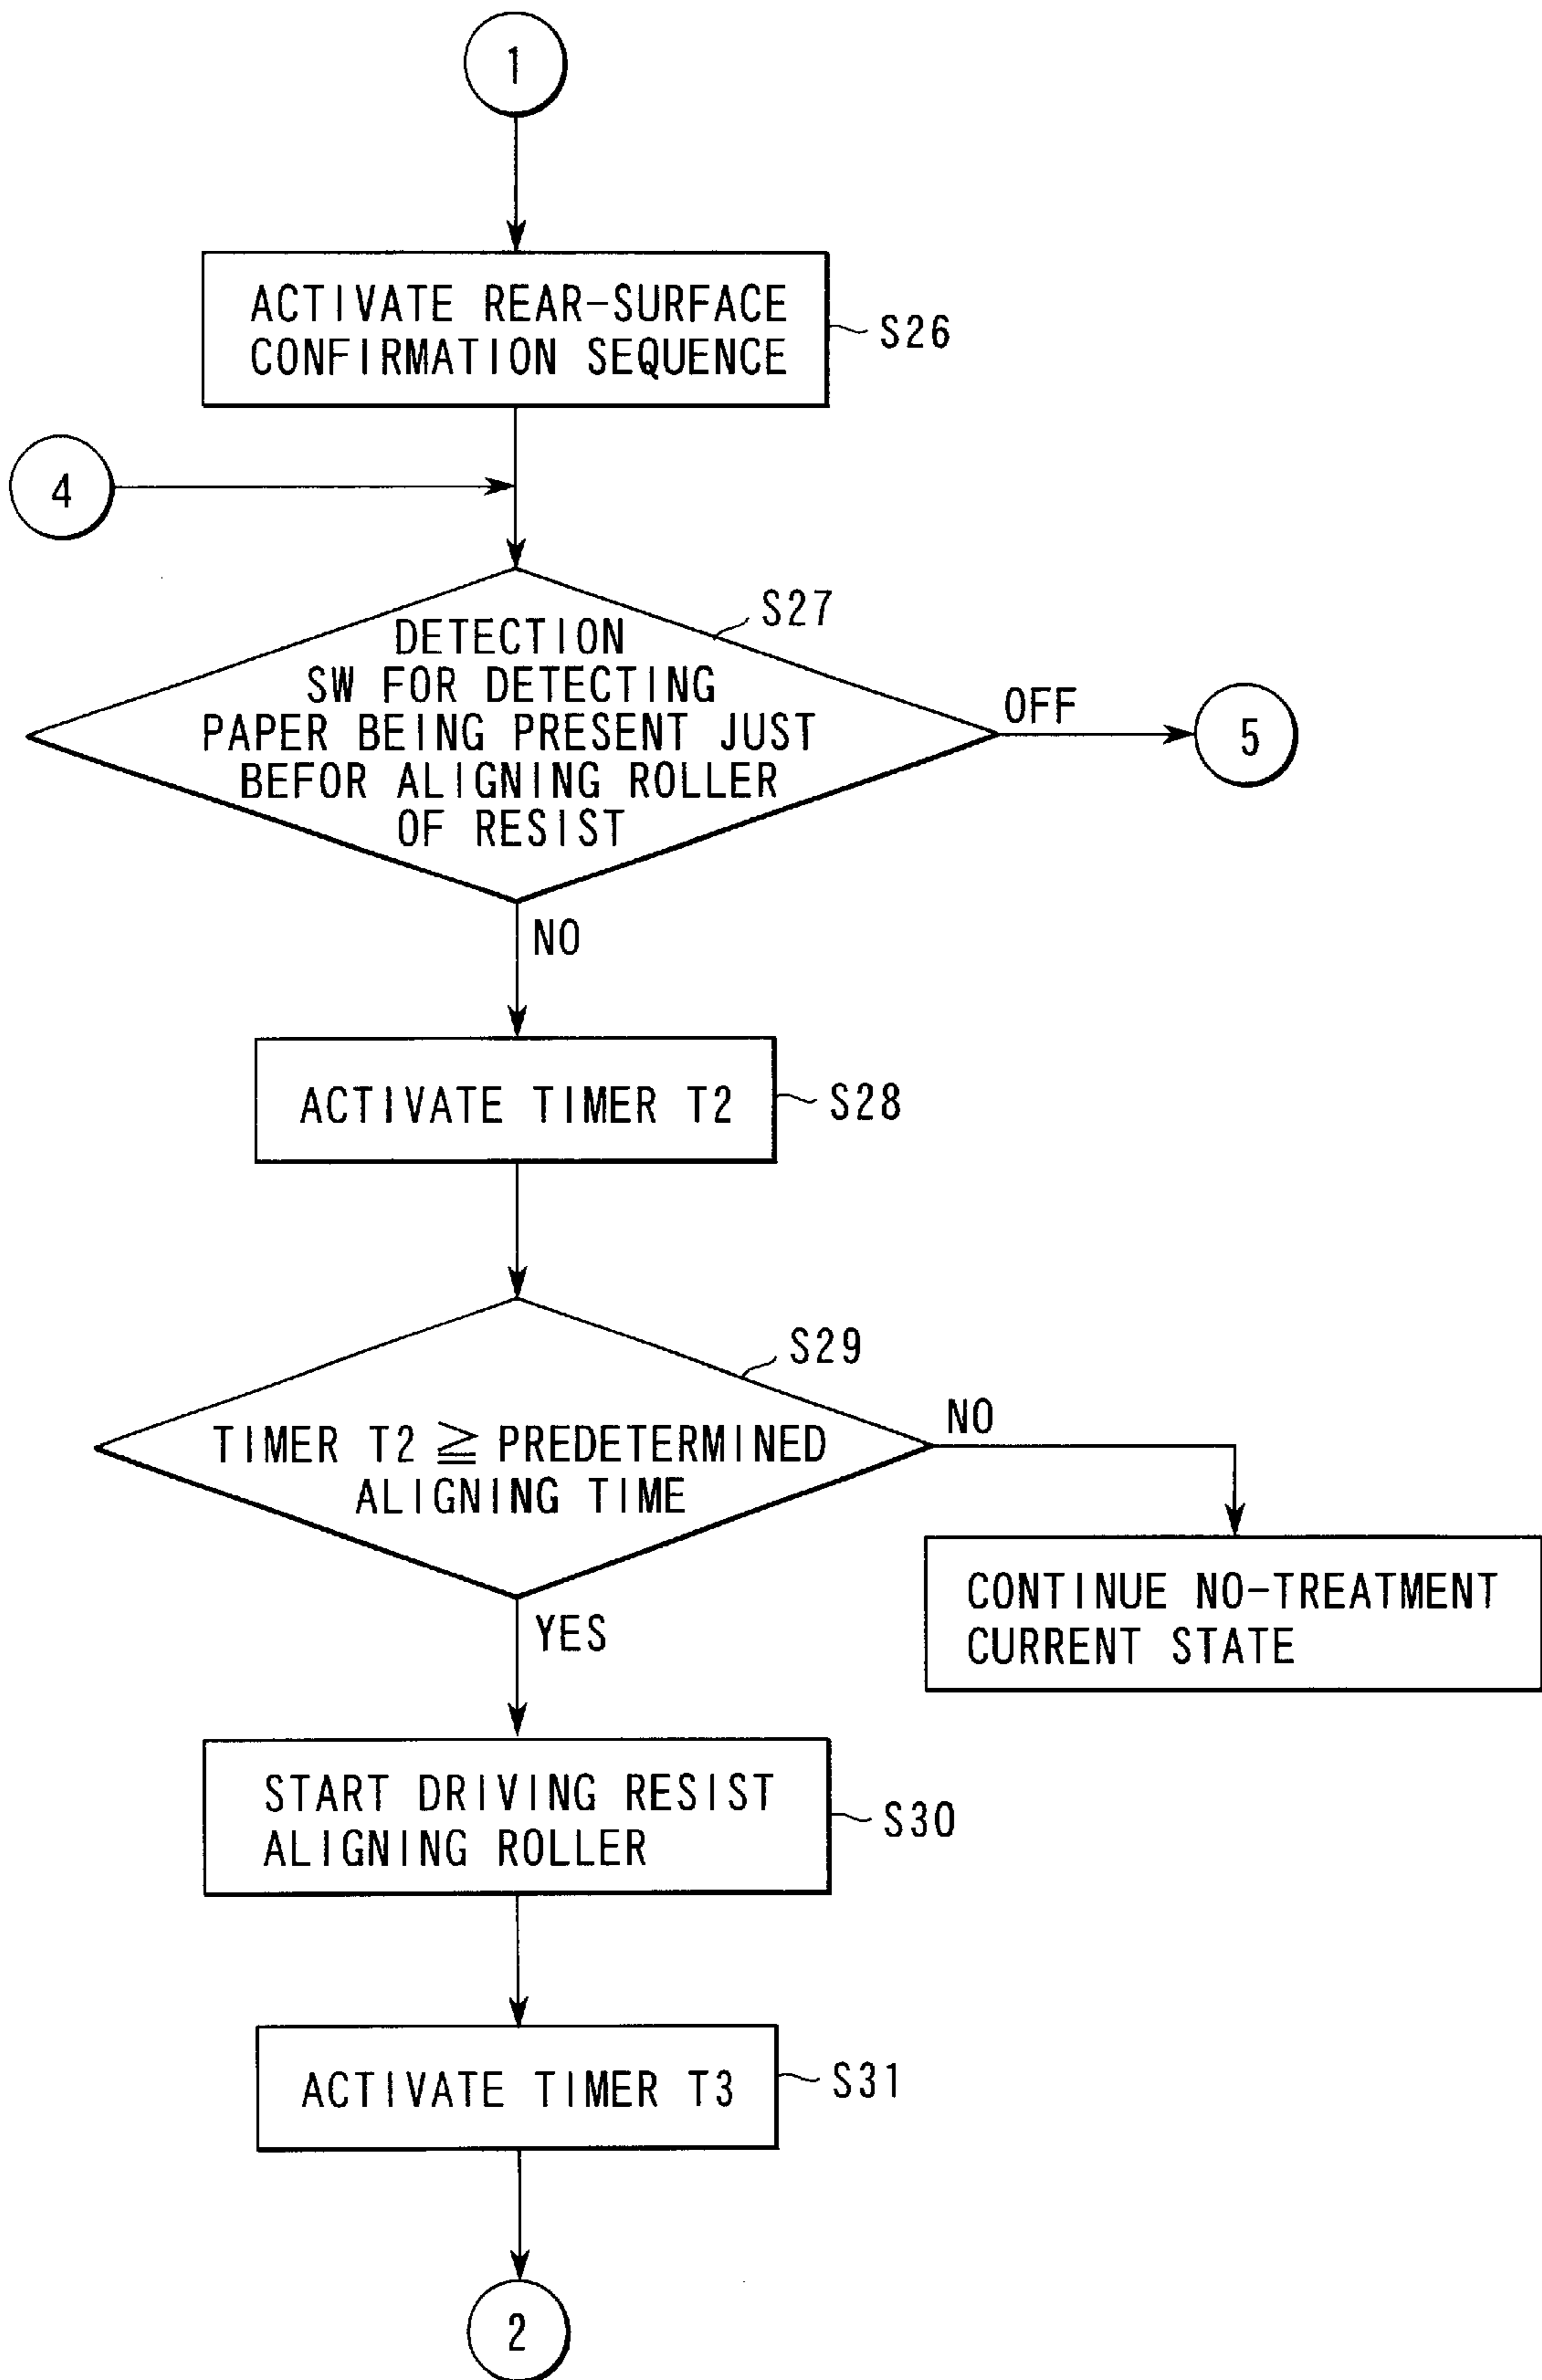 1
ACTIVATE REAR-SURFACE
CONFIRMATION SEQUENCE
S26
4
S27
DETECTION
SW FOR DETECTING
PAPER BEING PRESENT JUST
BEFOR ALIGNING ROLLER
OF RESIST
OFF
5
NO
ACTIVATE TIMER T2
S28
S29
TIMER T2 ≧ PREDETERMINED
ALIGNING TIME
NO
CONTINUE NO-TREATMENT
CURRENT STATE
YES
START DRIVING RESIST
ALIGNING ROLLER
S30
ACTIVATE TIMER T3
S31
2